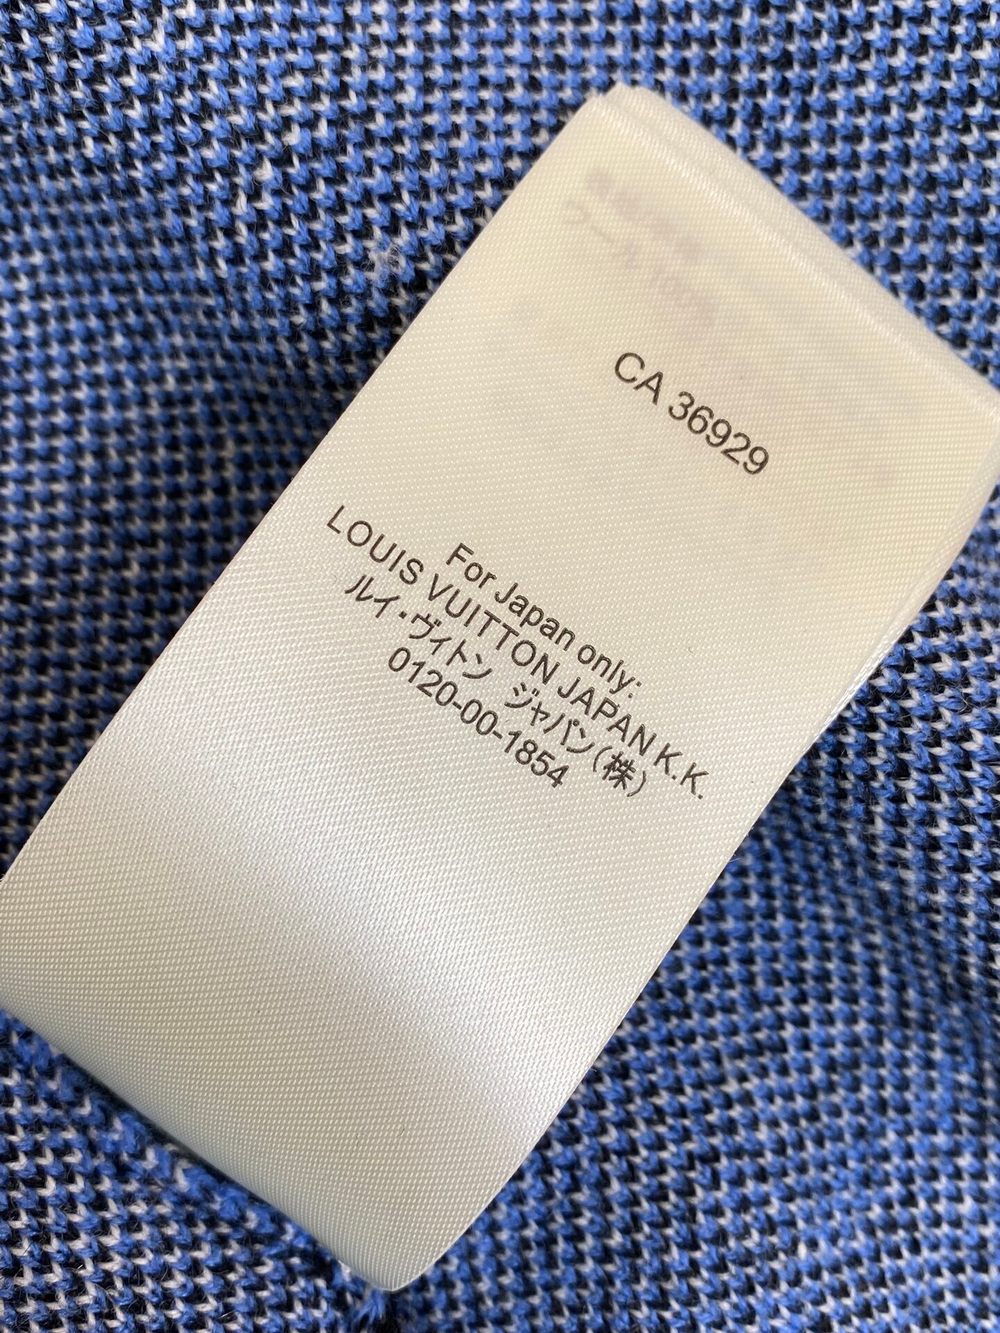 CA 36929
For Japan only:
LOUIS VUITTON JAPAN K.K.
ルイ・ヴィトン ジャパン(株)
0120-00-1854